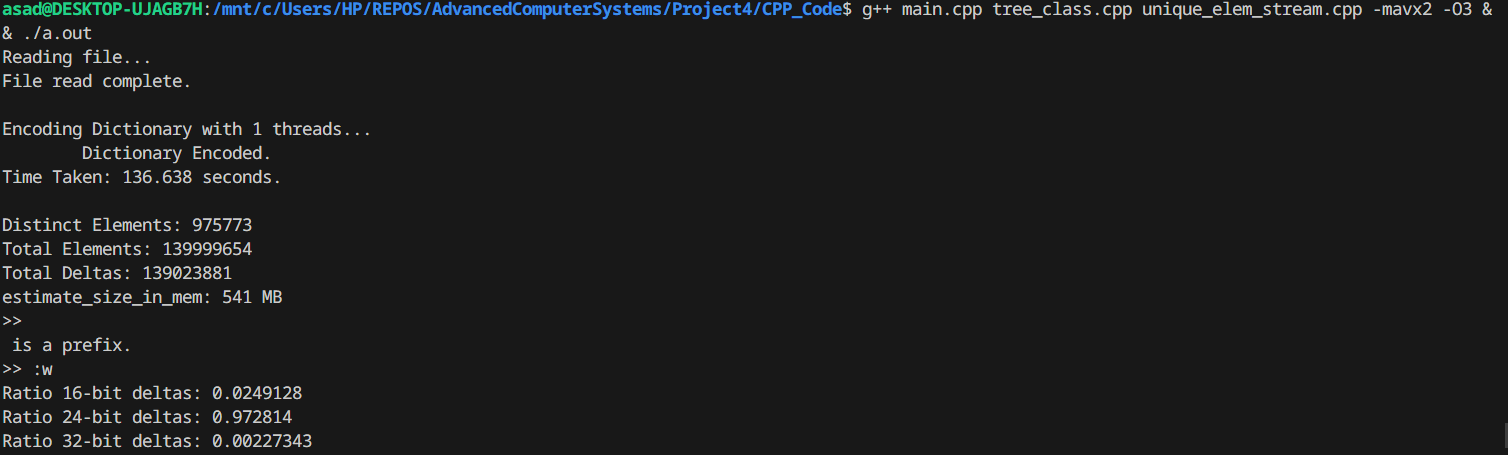 asad@DESKTOP-UJAGB7H:/mnt/c/Users/HP/REPOS/AdvancedComputerSystems/Project4/CPP_Code$ g++ main.cpp tree_class.cpp unique_elem_stream.cpp -mavx2 -O3 &
& ./a.out
Reading file...
File read complete.

Encoding Dictionary with 1 threads...
        Dictionary Encoded.
Time Taken: 136.638 seconds.

Distinct Elements: 975773
Total Elements: 139999654
Total Deltas: 139023881
estimate_size_in_mem: 541 MB
>>
 is a prefix.
>> :w
Ratio 16-bit deltas: 0.0249128
Ratio 24-bit deltas: 0.972814
Ratio 32-bit deltas: 0.00227343